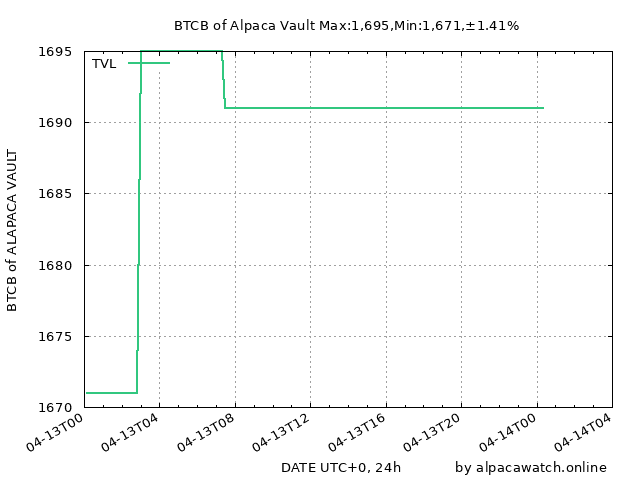 BTCB of Alpaca Vault Max:1,695,Min:1,671,±1.41%
BTCB of ALAPACA VAULT
TVL
1695
1690
1685
1680
1675
1670
04-13T00
04-13T04
04-13T08
04-13T12
04-13T16
04-13T20
04-14T00
04-14T04
DATE UTC+0, 24h
by alpacawatch.online